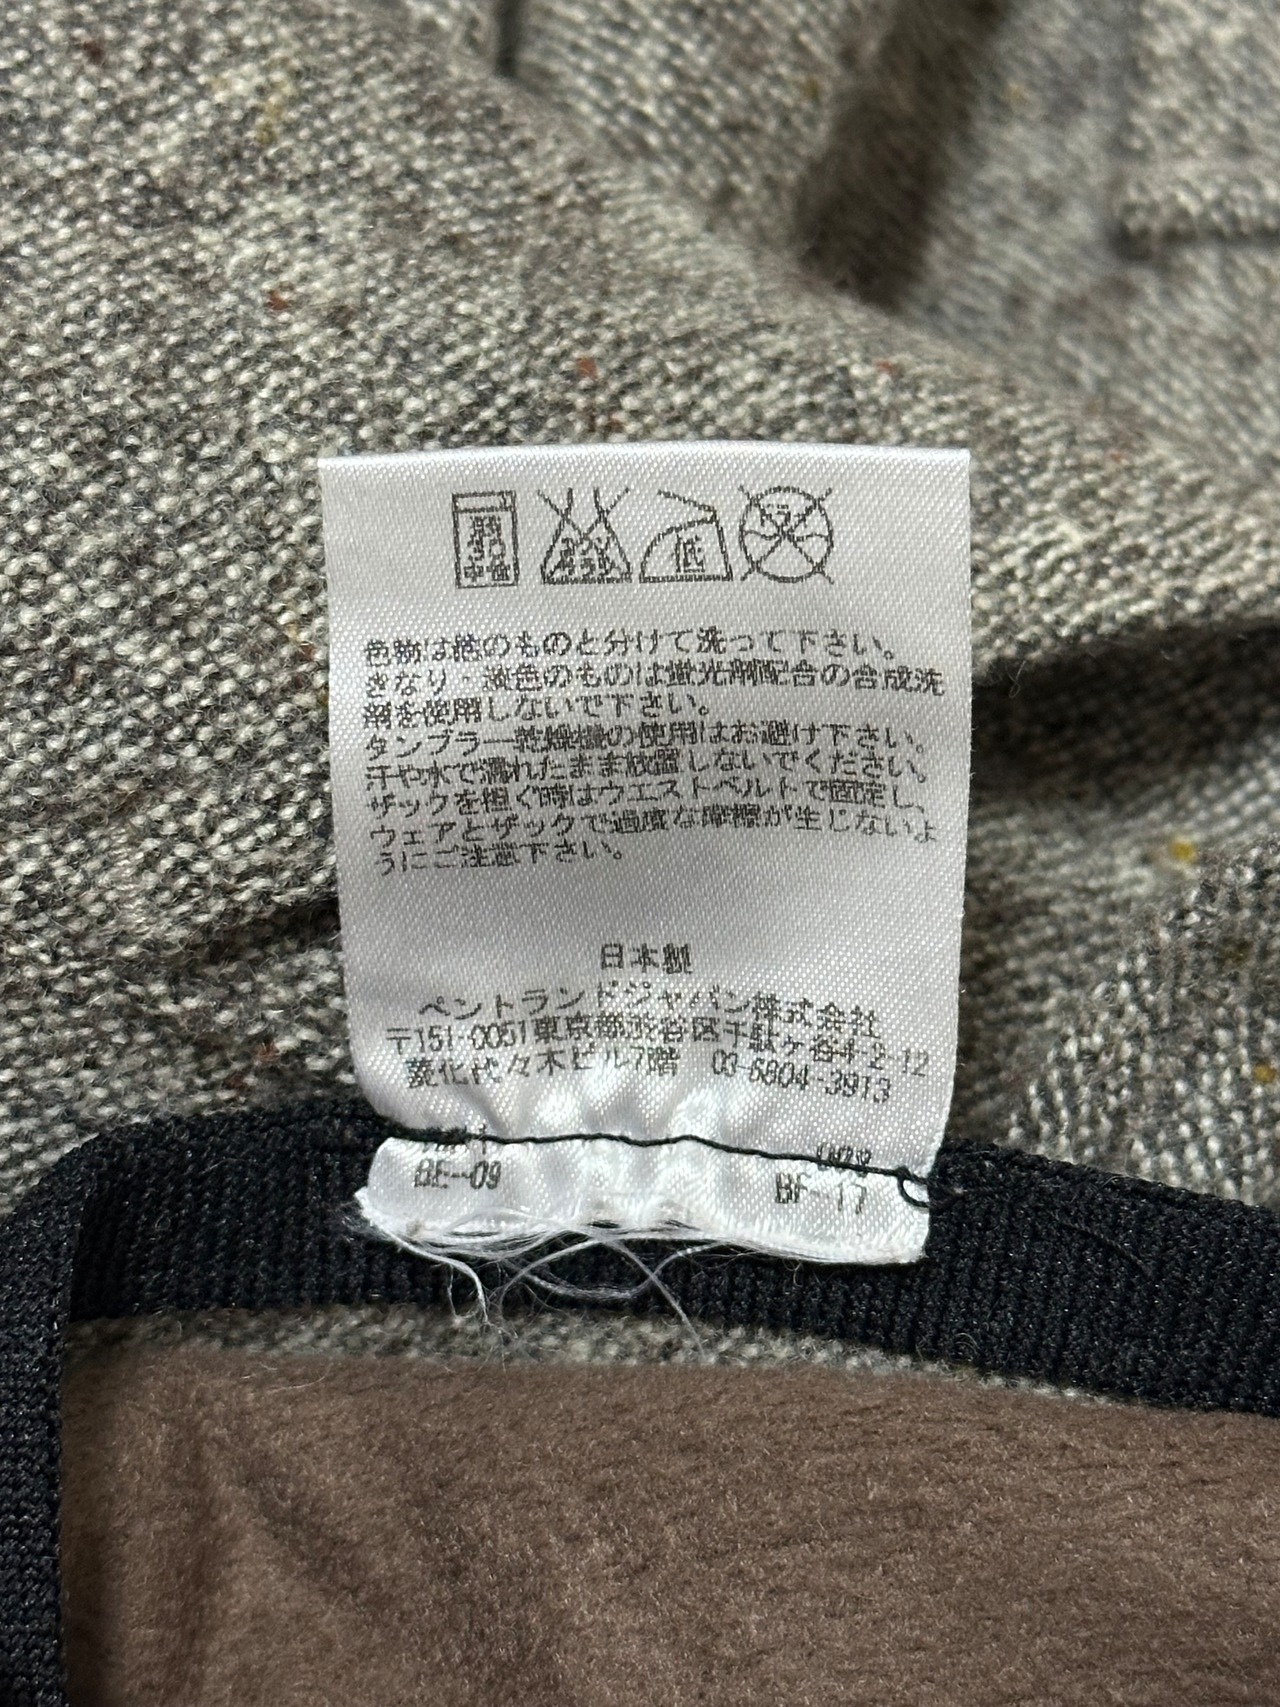 低
色物は他のものと分けて洗って下さい。
きなり・淡色のものは蛍光剤配合の合成洗
剤を使用しないで下さい。
タンブラー乾燥機の使用はお避け下さい。
汗や水で濡れたまま放置しないでください。
ザックを担ぐ時はウエストベルトで固定し、
ウェアとザックで過度な摩擦が生じないよ
うにご注意下さい。
日本製
ペントランドジャパン株式会社
〒151-0051東京都渋谷区千駄ヶ谷4-2-12
菱化代々木ビル7階 03-6804-3913
BE--09 BF--17